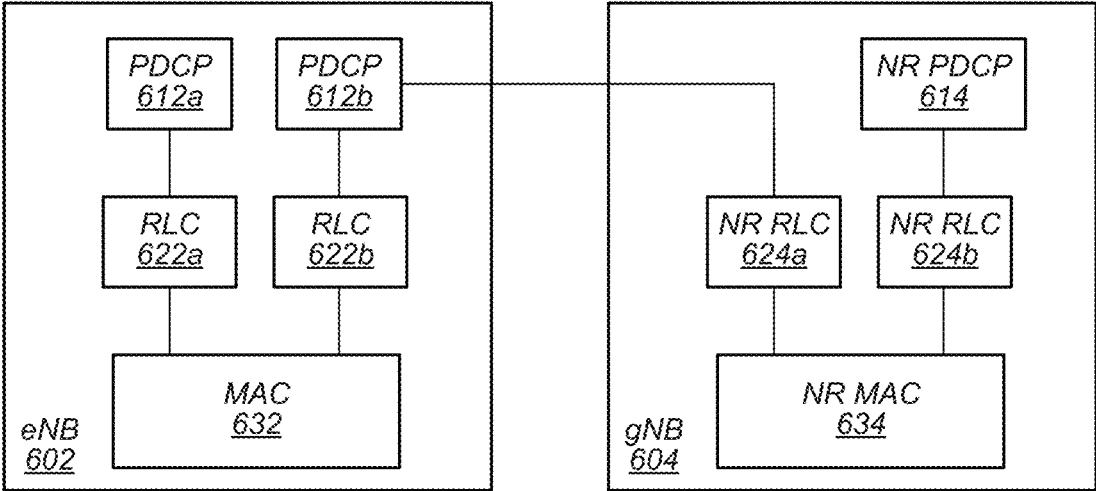 PDCP
612a
PDCP
612b
NR PDCP
614
RLC
622a
RLC
622b
NR RLC
624a
NR RLC
624b
MAC
632
NR MAC
634
eNB
602
gNB
604